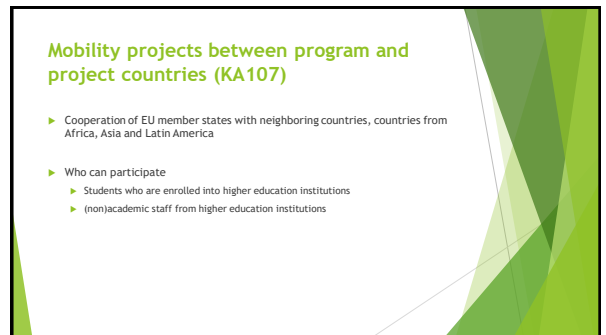 Mobility projects between program and
project countries (KA107)
Cooperation of EU member states with neighboring countries, countries from
Africa, Asia and Latin America
Who can participate
Students who are enrolled into higher education institutions
(non)academic staff from higher education institutions